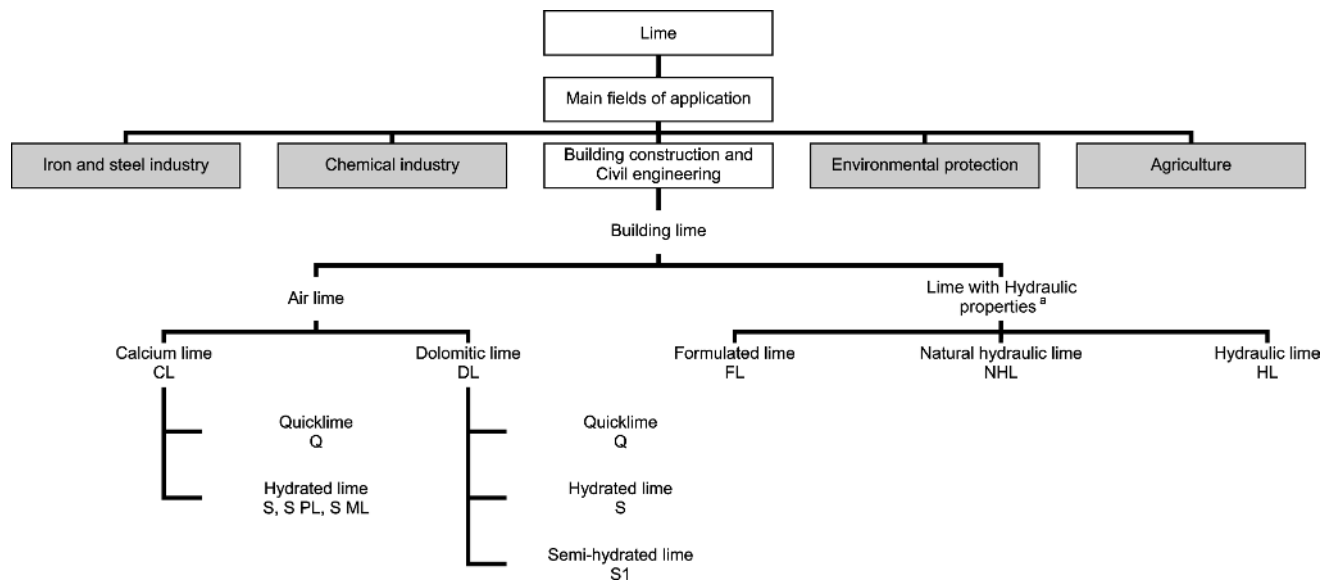 Lime
Main fields of application
Iron and steel industry
Chemical industry
Building construction and
Civil engineering
Environmental protection
Agriculture
Building lime
Air lime
Lime with Hydraulic
properties a
Calcium lime
CL
Dolomitic lime
DL
Formulated lime
FL
Natural hydraulic lime
NHL
Hydraulic lime
HL
Quicklime
Q
Hydrated lime
S, S PL, S ML
Quicklime
Q
Hydrated lime
S
Semi-hydrated lime
S1